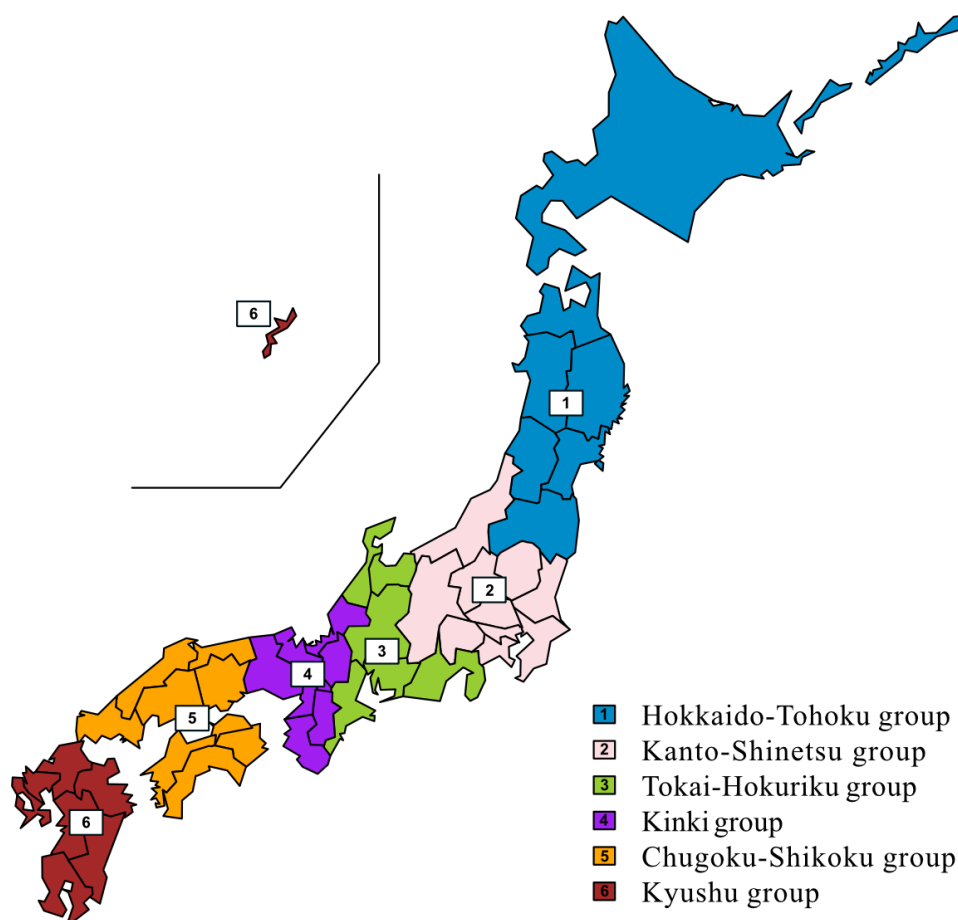 6
1
2
3
4
5
6
1 Hokkaido-Tohoku group
2 Kanto-Shinetsu group
3 Tokai-Hokuriku group
4 Kinki group
5 Chugoku-Shikoku group
6 Kyushu group